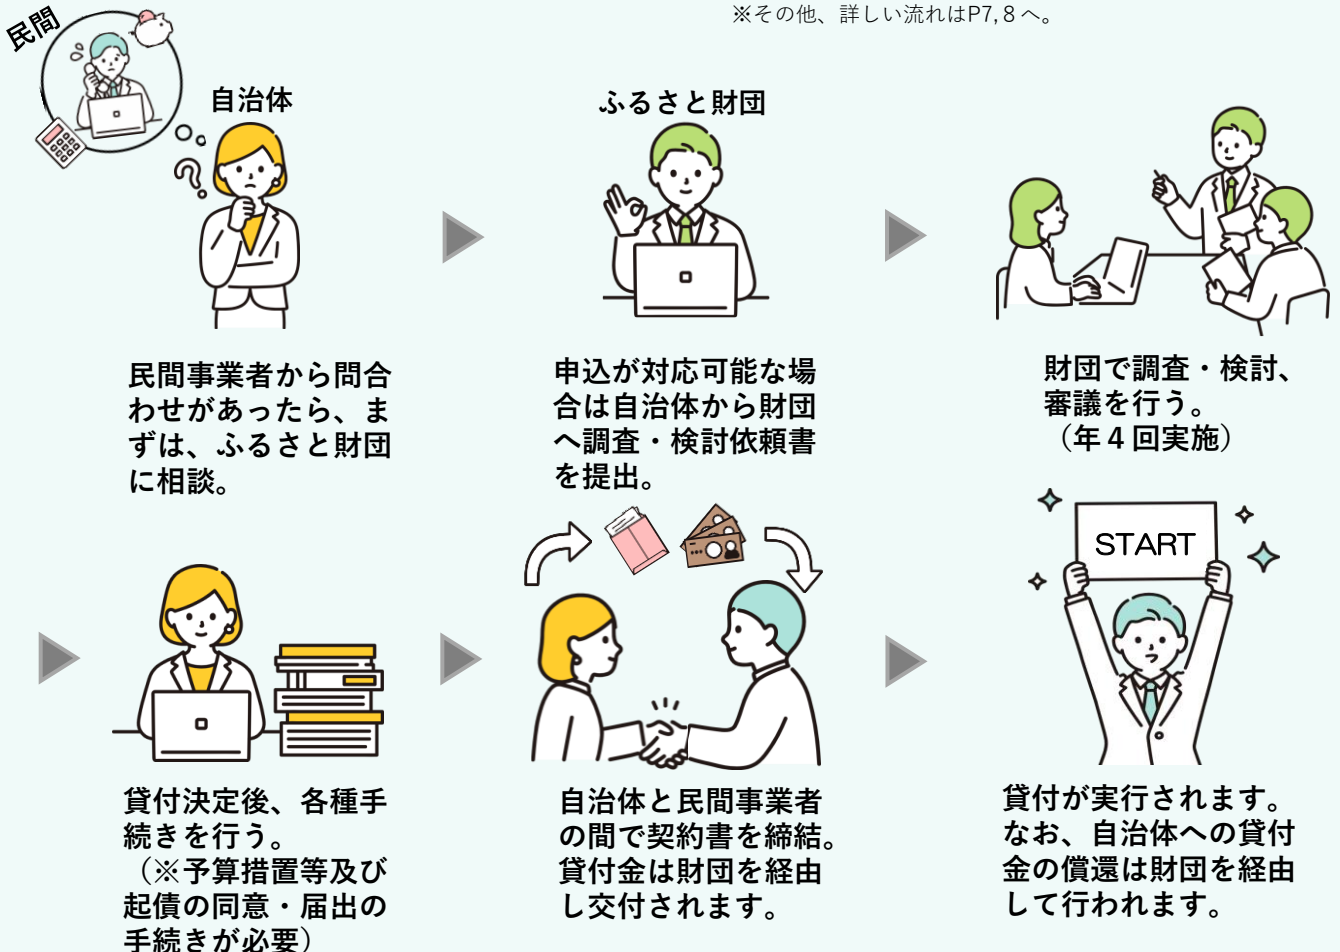 ※その他、詳しい流れはP7,8へ。
民間
自治体
ふるさと財団
民間事業者から問合
わせがあったら、ま
ずは、ふるさと財団
に相談。
申込が対応可能な場
合は自治体から財団
へ調査・検討依頼書
を提出。
財団で調査・検討、
審議を行う。
（年４回実施）
START
貸付決定後、各種手
続きを行う。
（※予算措置等及び
起債の同意・届出の
手続きが必要）
自治体と民間事業者
の間で契約書を締結。
貸付金は財団を経由
し交付されます。
貸付が実行されます。
なお、自治体への貸付
金の償還は財団を経由
して行われます。